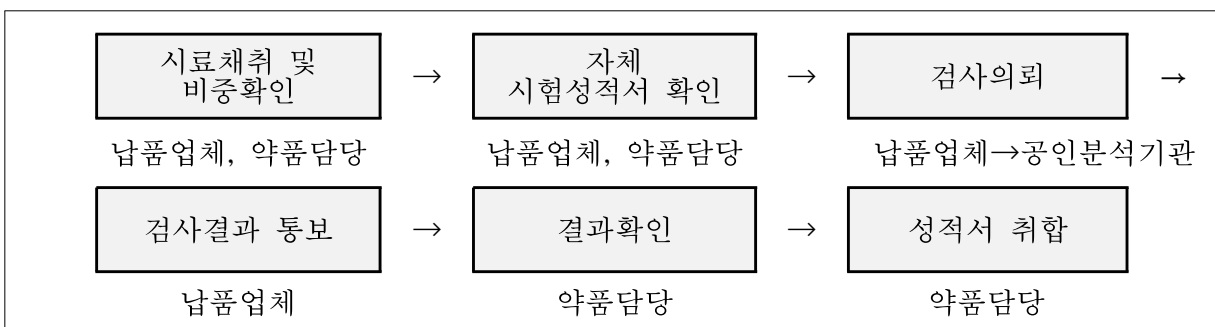 시료채취 및
비중확인
→
자체
시험성적서 확인
→
검사의뢰
→
납품업체, 약품담당
납품업체, 약품담당
납품업체→공인분석기관
검사결과 통보
→
결과확인
→
성적서 취합
납품업체
약품담당
약품담당